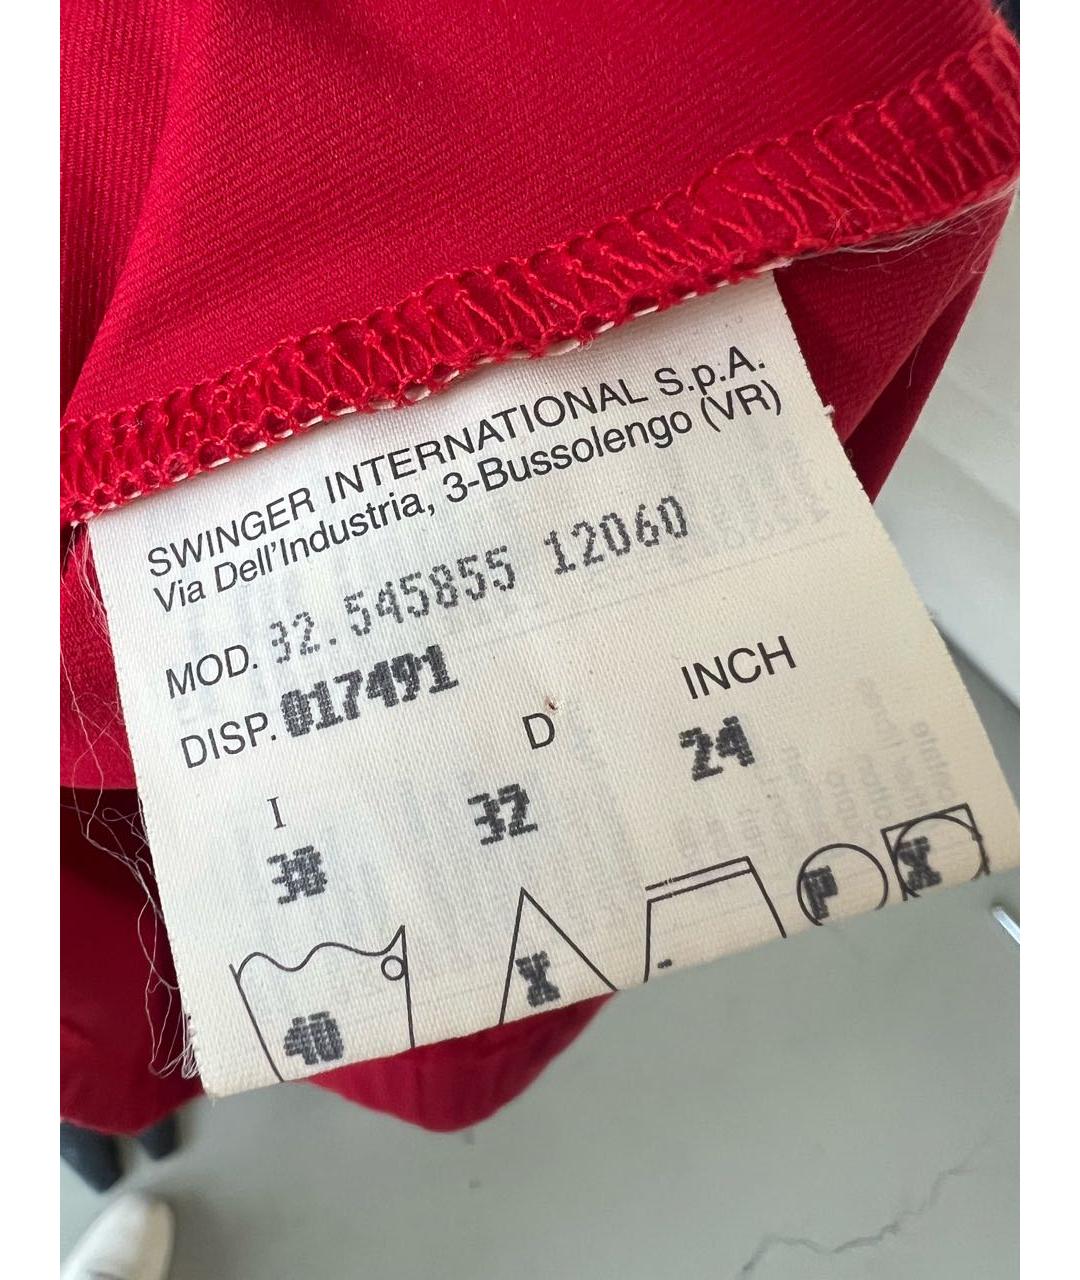 SWINGER INTERNATIONAL S.p.A.
Via Dell'Industria, 3-Bussolengo (VR)
MOD. 32.545855 12060
DISP. 017491
I D INCH
38 32 24
40 X P X